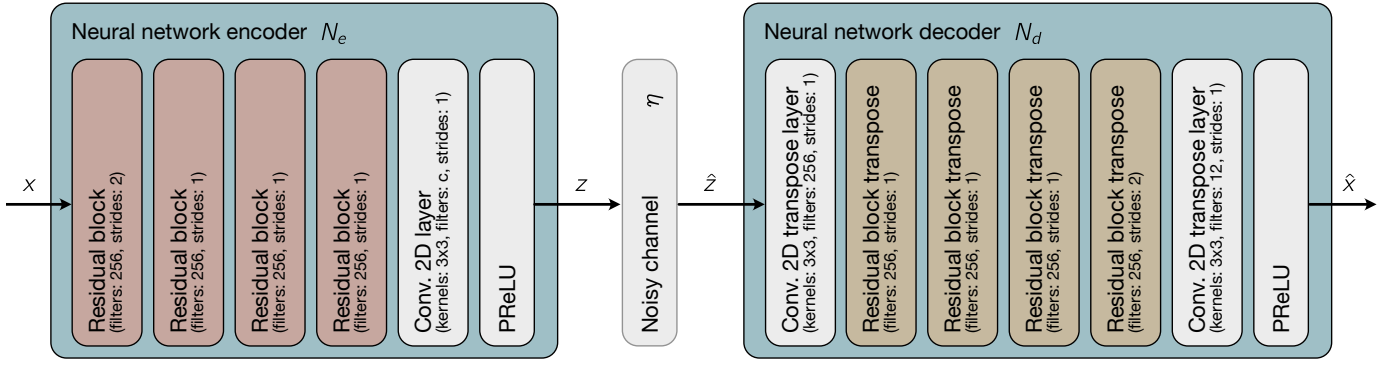 Neural network encoder Nₑ
x
Residual block
(filters: 256, strides: 2)
Residual block
(filters: 256, strides: 1)
Residual block
(filters: 256, strides: 1)
Residual block
(filters: 256, strides: 1)
Conv. 2D layer
(kernels: 3x3, filters: c, strides: 1)
PReLU
z
Noisy channel η
ẑ
Neural network decoder N_d
Conv. 2D transpose layer
(kernels: 3x3, filters: 256, strides: 1)
Residual block transpose
(filters: 256, strides: 1)
Residual block transpose
(filters: 256, strides: 1)
Residual block transpose
(filters: 256, strides: 1)
Residual block transpose
(filters: 256, strides: 2)
Conv. 2D transpose layer
(kernels: 3x3, filters: 12, strides: 1)
PReLU
x̂